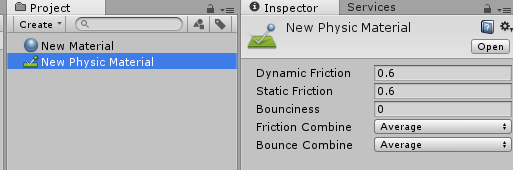 Project
Create
New Material
New Physic Material
Inspector
Services
New Physic Material
Open
Dynamic Friction 0.6
Static Friction 0.6
Bounciness 0
Friction Combine Average
Bounce Combine Average